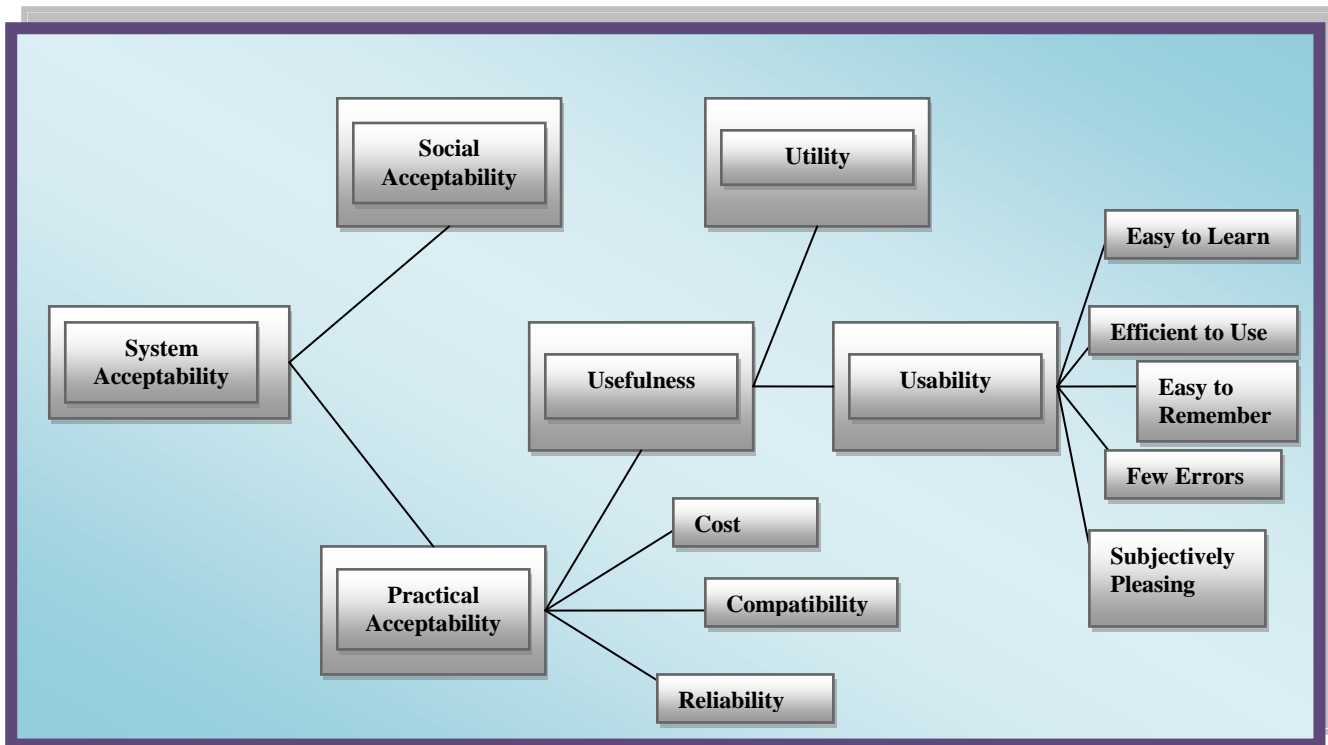 Social
Acceptability
Utility
Easy to Learn
System
Acceptability
Efficient to Use
Usefulness
Usability
Easy to
Remember
Few Errors
Cost
Subjectively
Pleasing
Practical
Acceptability
Compatibility
Reliability